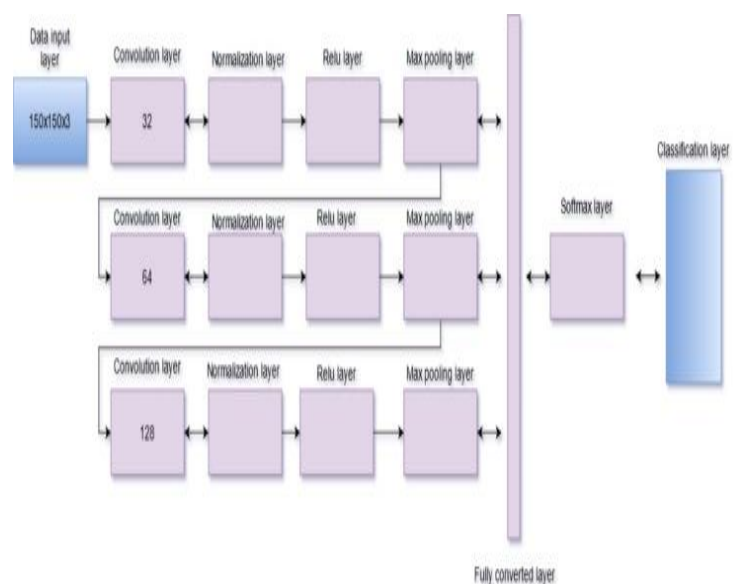 Data input
layer
Convolution layer
Normalization layer
Relu layer
Max pooling layer
150x150x3
32
Classification layer
Convolution layer
Normalization layer
Relu layer
Max pooling layer
Softmax layer
64
Convolution layer
Normalization layer
Relu layer
Max pooling layer
128
Fully converted layer